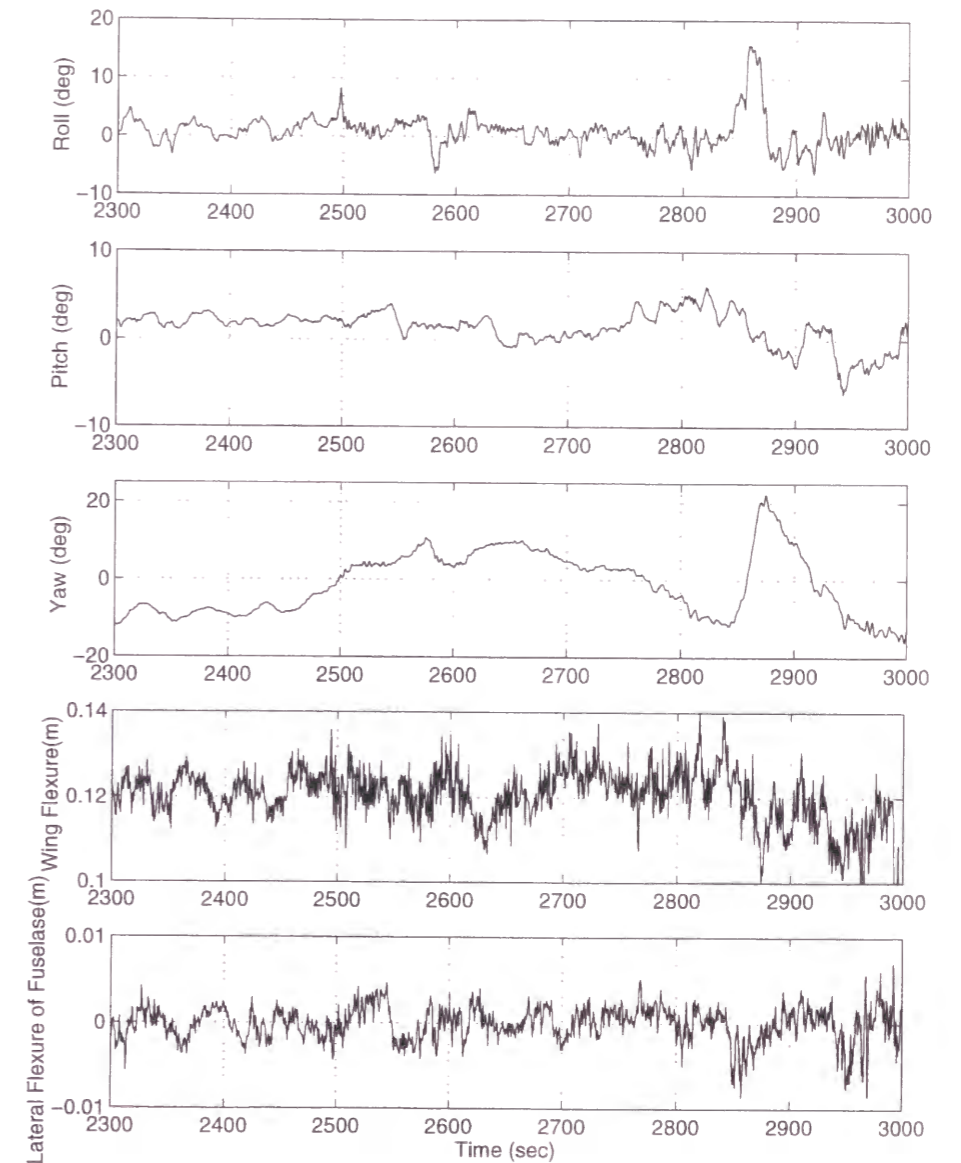 20
10
0
−10
Roll (deg)
2300 2400 2500 2600 2700 2800 2900 3000
10
0
−10
Pitch (deg)
2300 2400 2500 2600 2700 2800 2900 3000
20
0
−20
Yaw (deg)
2300 2400 2500 2600 2700 2800 2900 3000
0.14
0.12
0.1
Wing Flexure(m)
2300 2400 2500 2600 2700 2800 2900 3000
0.01
0
−0.01
Lateral Flexure of Fuselase(m)
2300 2400 2500 2600 2700 2800 2900 3000
Time (sec)